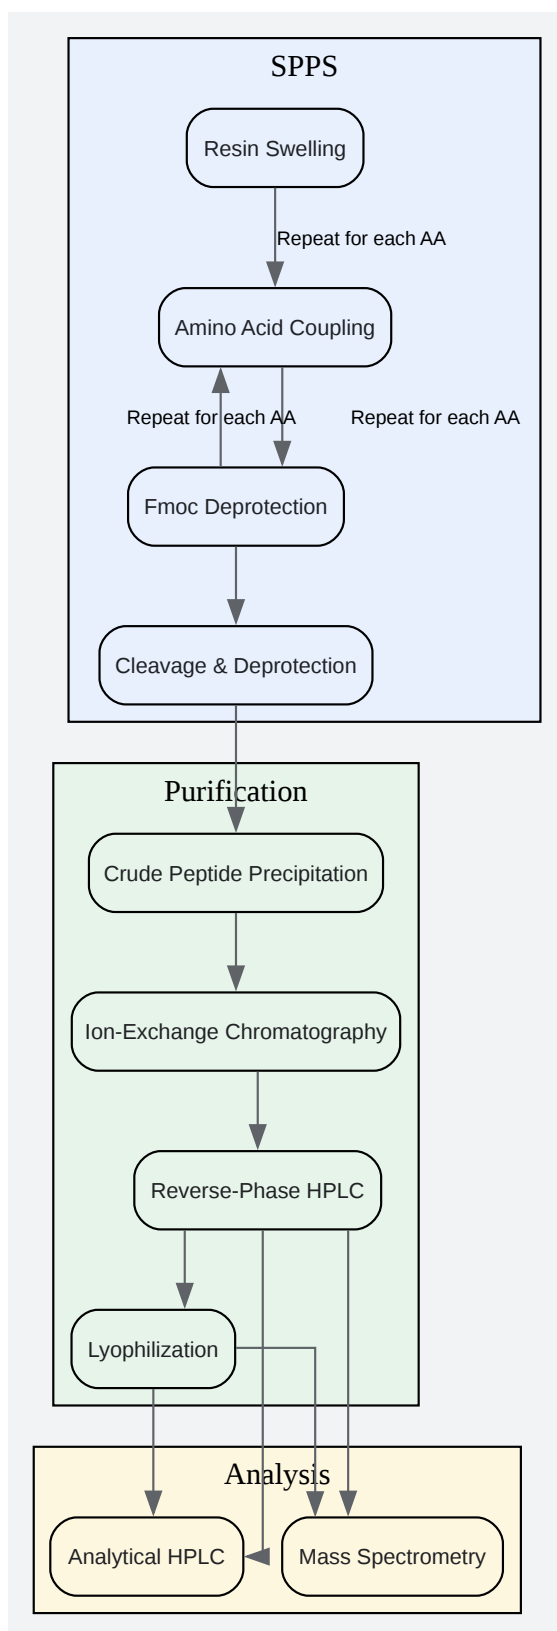 SPPS
Resin Swelling
Repeat for each AA
Amino Acid Coupling
Repeat for each AA
Repeat for each AA
Fmoc Deprotection
Cleavage & Deprotection
Purification
Crude Peptide Precipitation
Ion-Exchange Chromatography
Reverse-Phase HPLC
Lyophilization
Analysis
Analytical HPLC
Mass Spectrometry